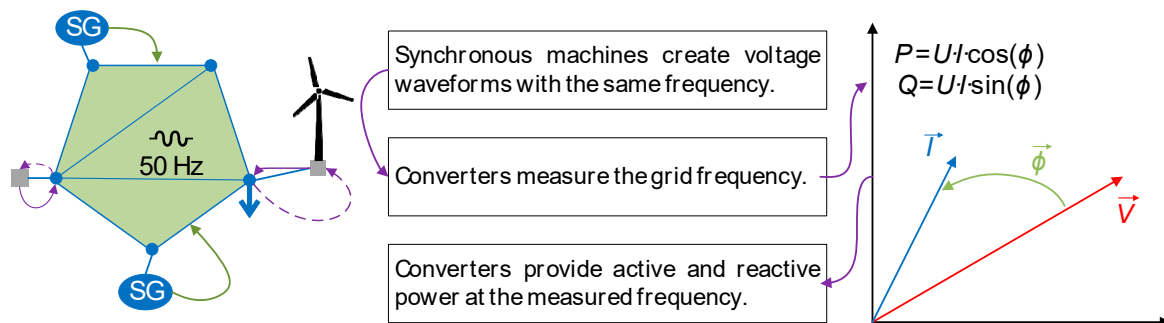 SG
50 Hz
SG
Synchronous machines create voltage
waveforms with the same frequency.
Converters measure the grid frequency.
Converters provide active and reactive
power at the measured frequency.
P=U·I·cos(ϕ)
Q=U·I·sin(ϕ)
I
ϕ
V